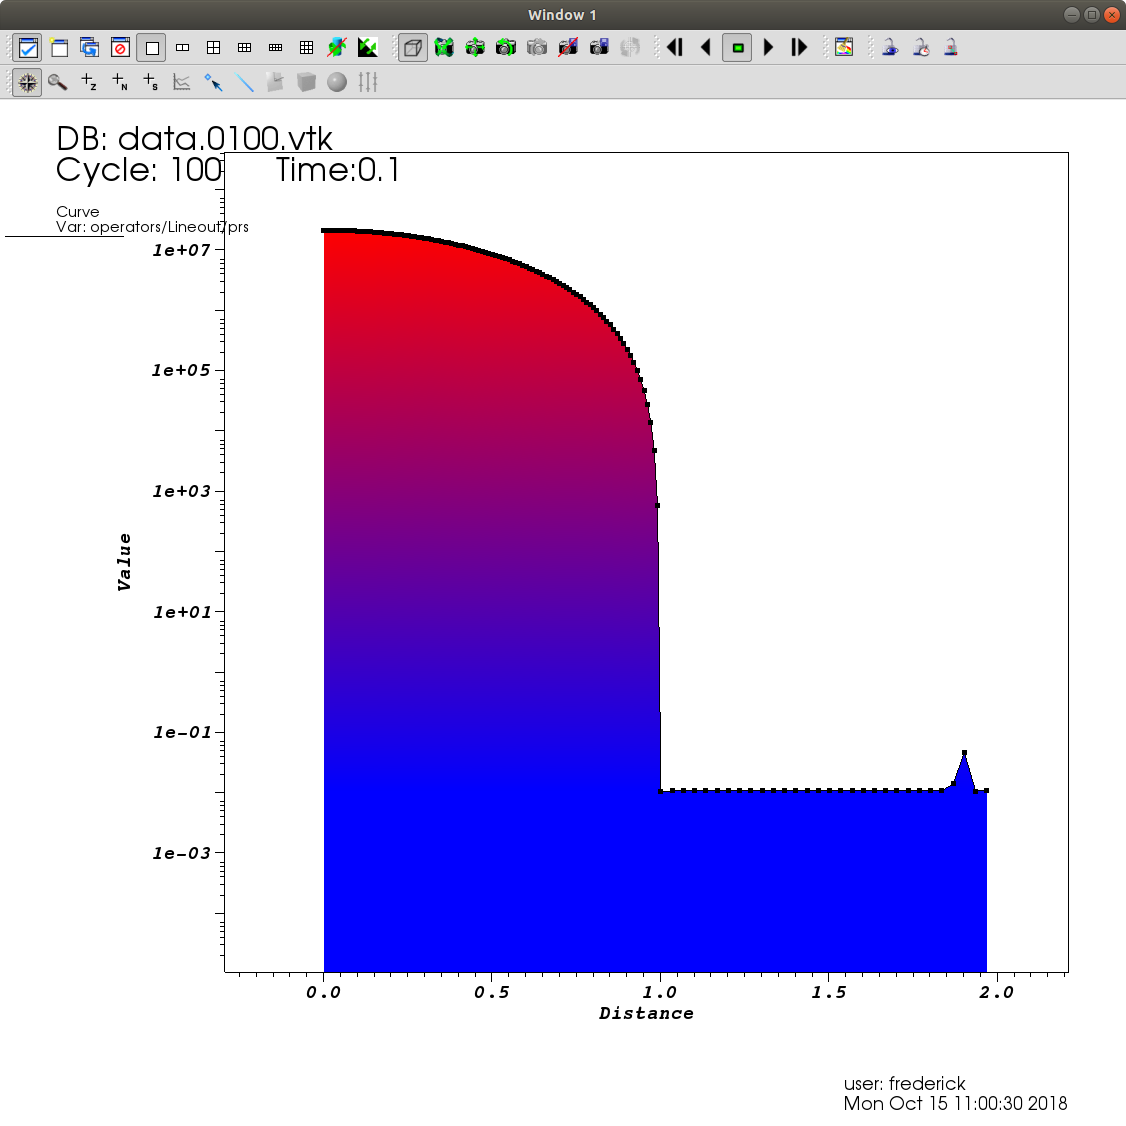 Window 1
Z
N
S
DB: data.0100.vtk
Cycle: 100 Time:0.1
Curve
Var: operators/Lineout/prs
1e+07
1e+05
1e+03
1e+01
1e-01
1e-03
Value
0.0 0.5 1.0 1.5 2.0
Distance
user: frederick
Mon Oct 15 11:00:30 2018